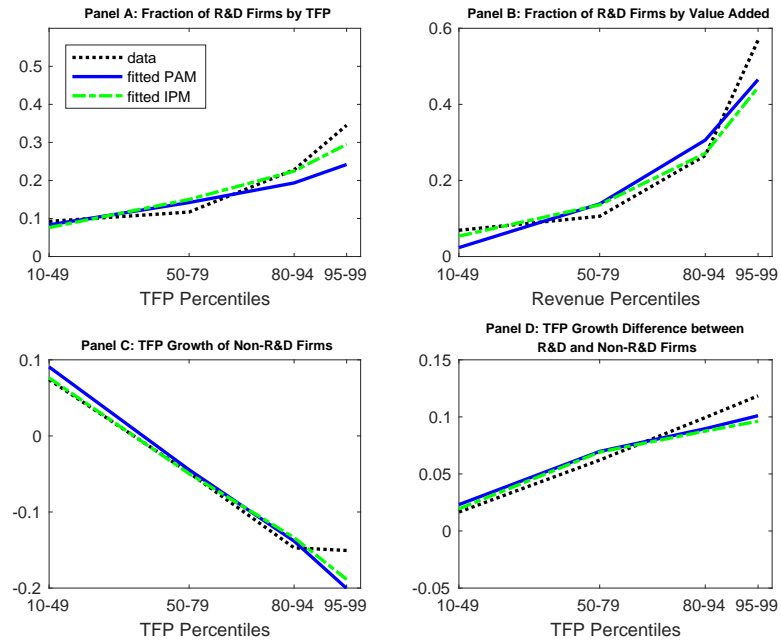 Panel A: Fraction of R&D Firms by TFP
0.5
0.4
0.3
0.2
0.1
0
data
fitted PAM
fitted IPM
10-49
50-79
80-94
95-99
TFP Percentiles
Panel B: Fraction of R&D Firms by Value Added
0.6
0.4
0.2
0
10-49
50-79
80-94
95-99
Revenue Percentiles
Panel C: TFP Growth of Non-R&D Firms
0.1
0
-0.1
-0.2
10-49
50-79
80-94
95-99
TFP Percentiles
Panel D: TFP Growth Difference between
R&D and Non-R&D Firms
0.15
0.1
0.05
0
-0.05
10-49
50-79
80-94
95-99
TFP Percentiles